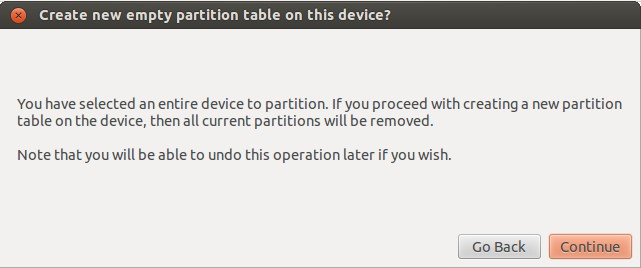 Create new empty partition table on this device?
You have selected an entire device to partition. If you proceed with creating a new partition
table on the device, then all current partitions will be removed.
Note that you will be able to undo this operation later if you wish.
Go Back
Continue